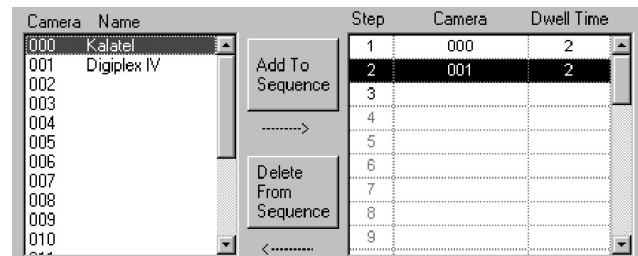 Camera Name
000 Kalatel
001 Digiplex IV
002
003
004
005
006
007
008
009
010
Add To
Sequence
--------->
Delete
From
Sequence
<---------
Step Camera Dwell Time
1 000 2
2 001 2
3
4
5
6
7
8
9